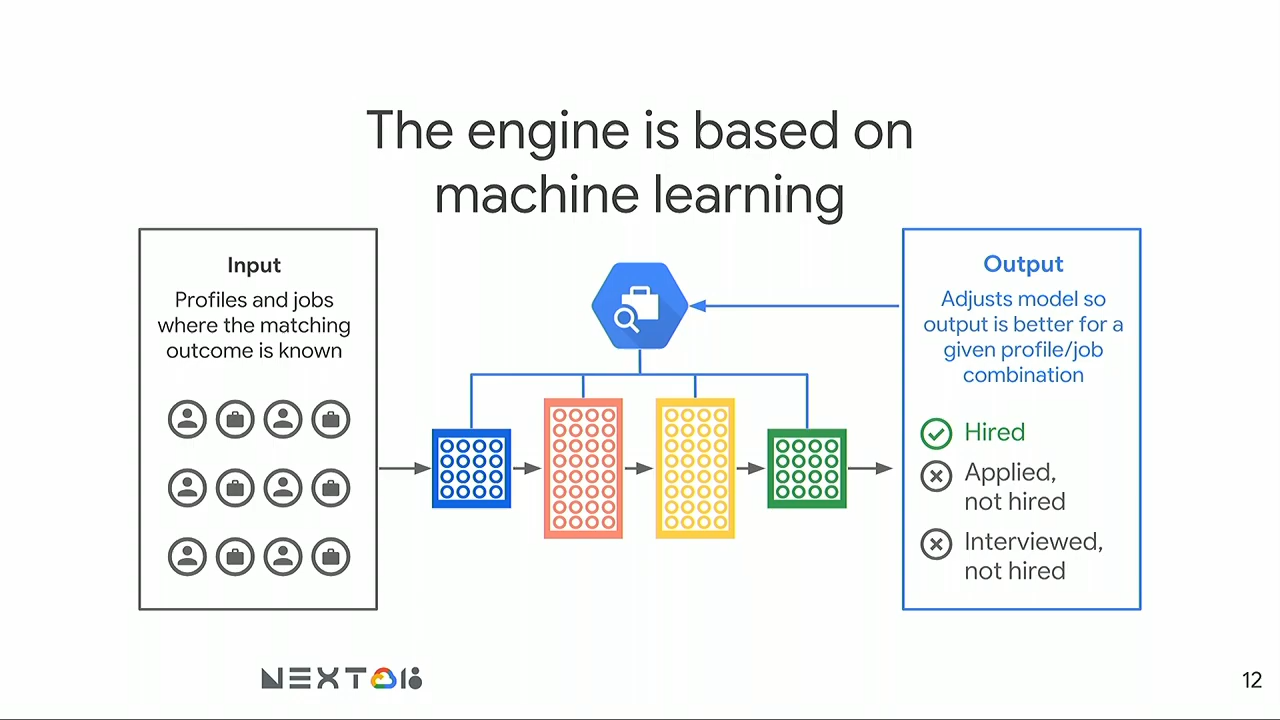 The engine is based on
machine learning
Input
Profiles and jobs
where the matching
outcome is known
Output
Adjusts model so
output is better for a
given profile/job
combination
Hired
Applied,
not hired
Interviewed,
not hired
NEXT 18
12